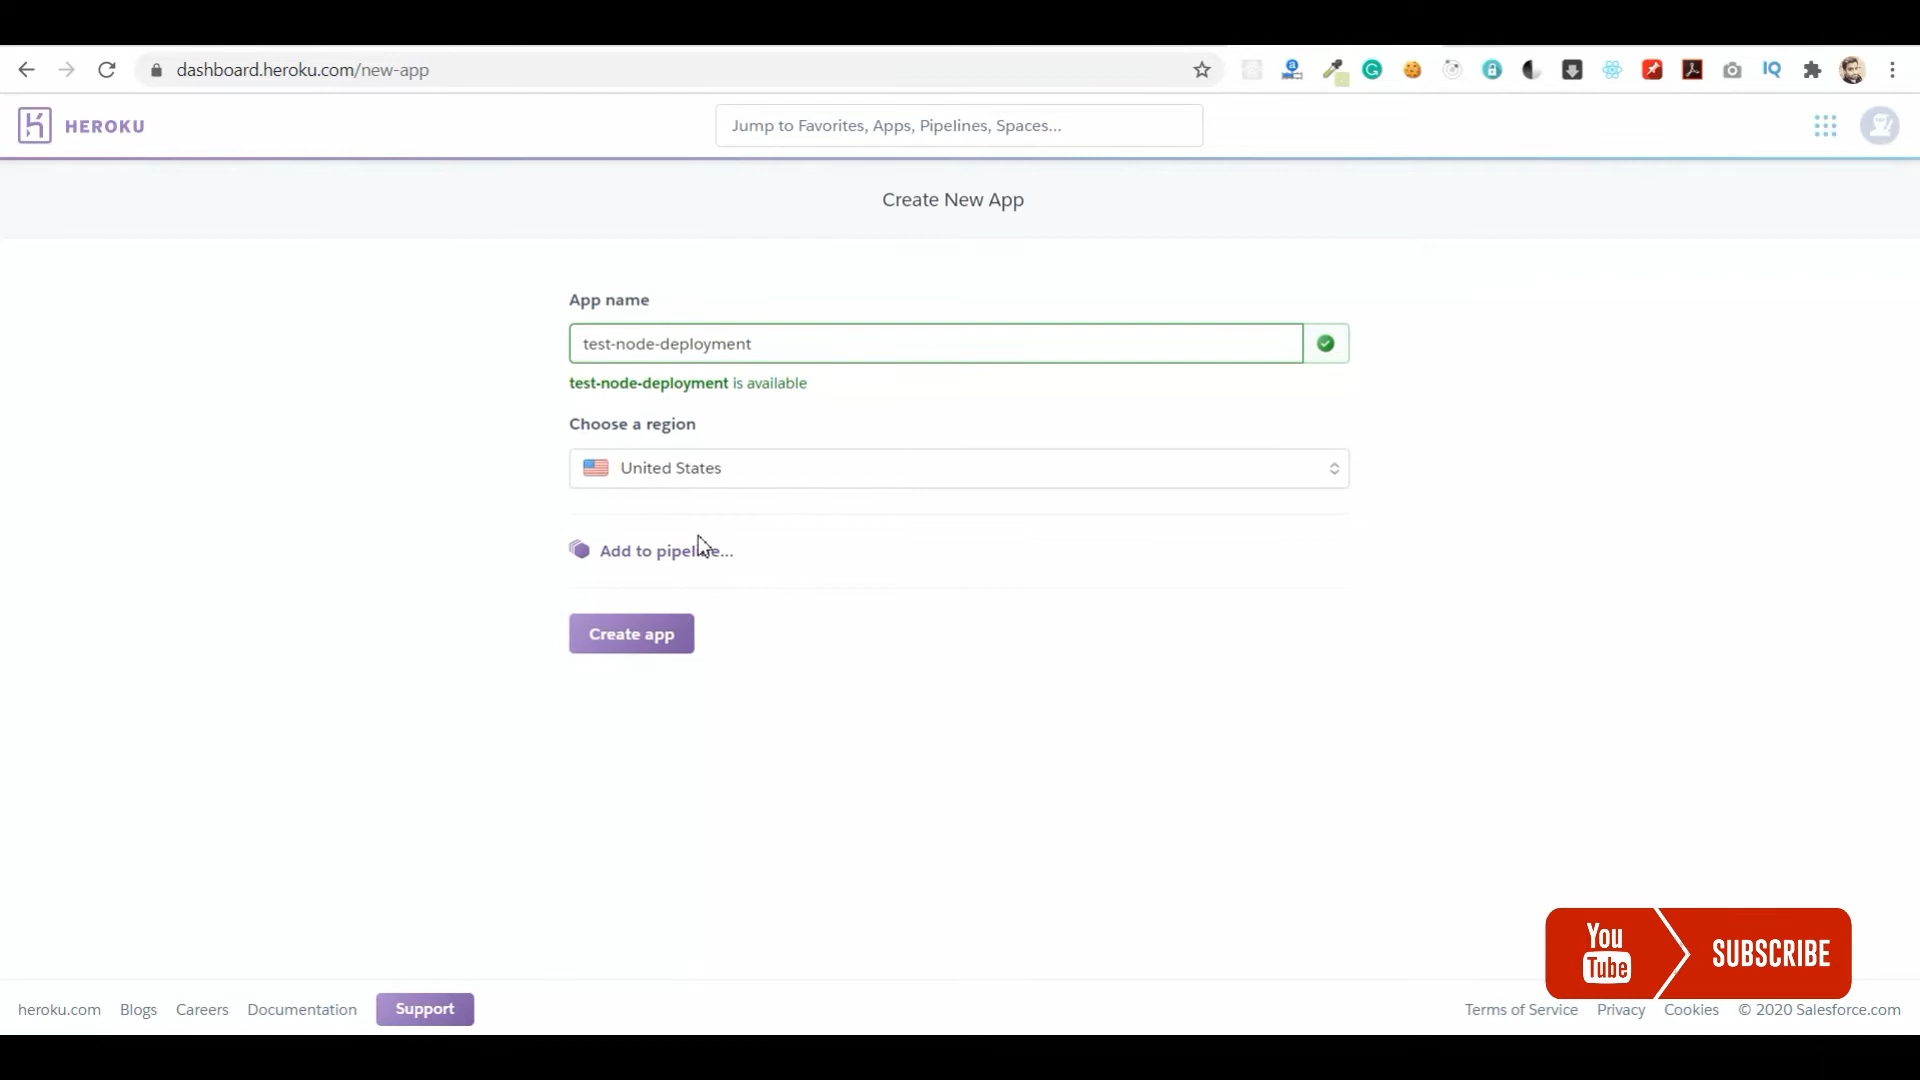 dashboard.heroku.com/new-app
IQ
HEROKU
Jump to Favorites, Apps, Pipelines, Spaces...
Create New App
App name
test-node-deployment
test-node-deployment is available
Choose a region
United States
Add to pipeline...
Create app
You
Tube
SUBSCRIBE
heroku.com Blogs Careers Documentation Support
Terms of Service Privacy Cookies © 2020 Salesforce.com